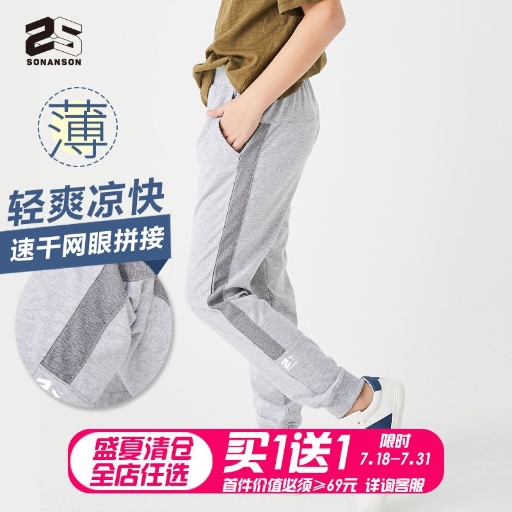 SONANSON
薄
轻爽凉快
速干网眼拼接
盛夏清仓
全店任选
买1送1
限时
7.18-7.31
首件价值必须≥69元 详询客服